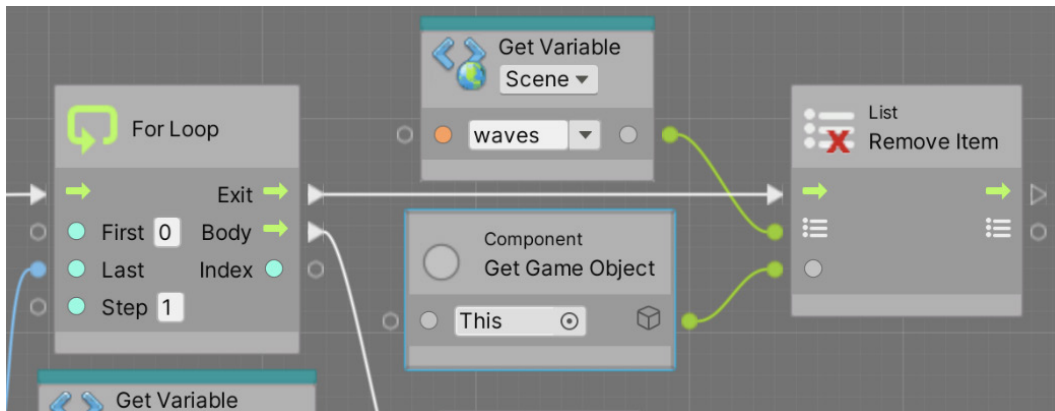 Get Variable
Scene
waves
For Loop
Exit
First 0 Body
Last Index
Step 1
List
Remove Item
Component
Get Game Object
This
Get Variable